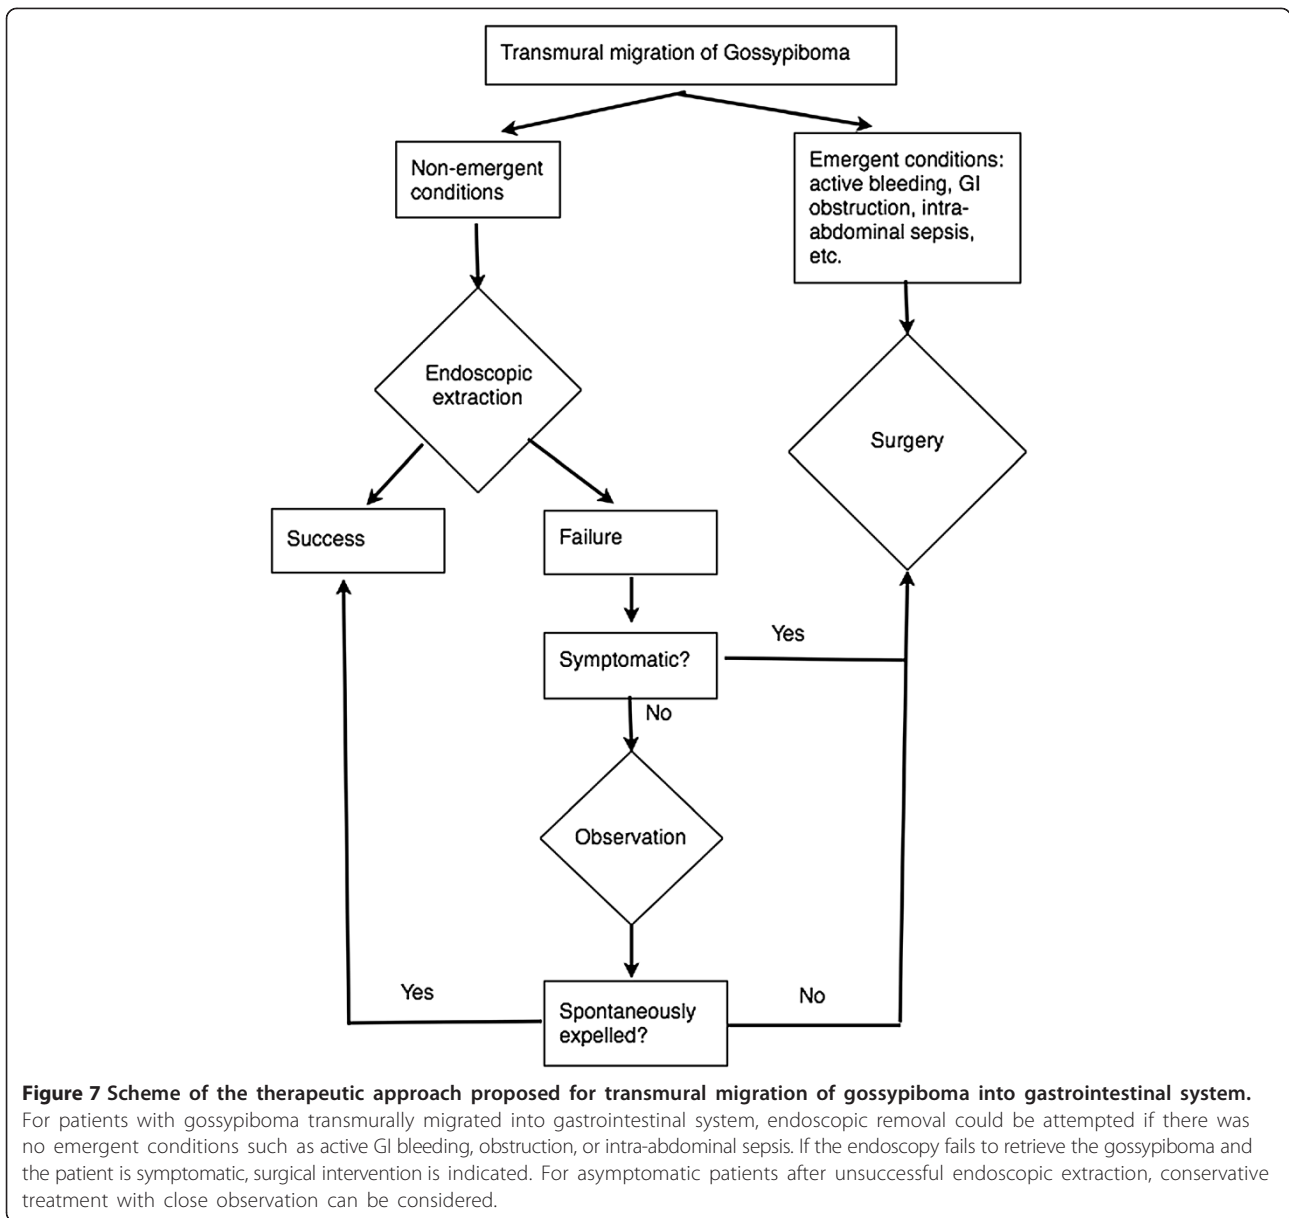 Transmural migration of Gossypiboma
Non-emergent
conditions
Emergent conditions:
active bleeding, GI
obstruction, intra-
abdominal sepsis,
etc.
Endoscopic
extraction
Surgery
Success
Failure
Symptomatic?
Yes
No
Observation
Spontaneously
expelled?
Yes
No
Figure 7 Scheme of the therapeutic approach proposed for transmural migration of gossypiboma into gastrointestinal system.
For patients with gossypiboma transmurally migrated into gastrointestinal system, endoscopic removal could be attempted if there was
no emergent conditions such as active GI bleeding, obstruction, or intra-abdominal sepsis. If the endoscopy fails to retrieve the gossypiboma and
the patient is symptomatic, surgical intervention is indicated. For asymptomatic patients after unsuccessful endoscopic extraction, conservative
treatment with close observation can be considered.